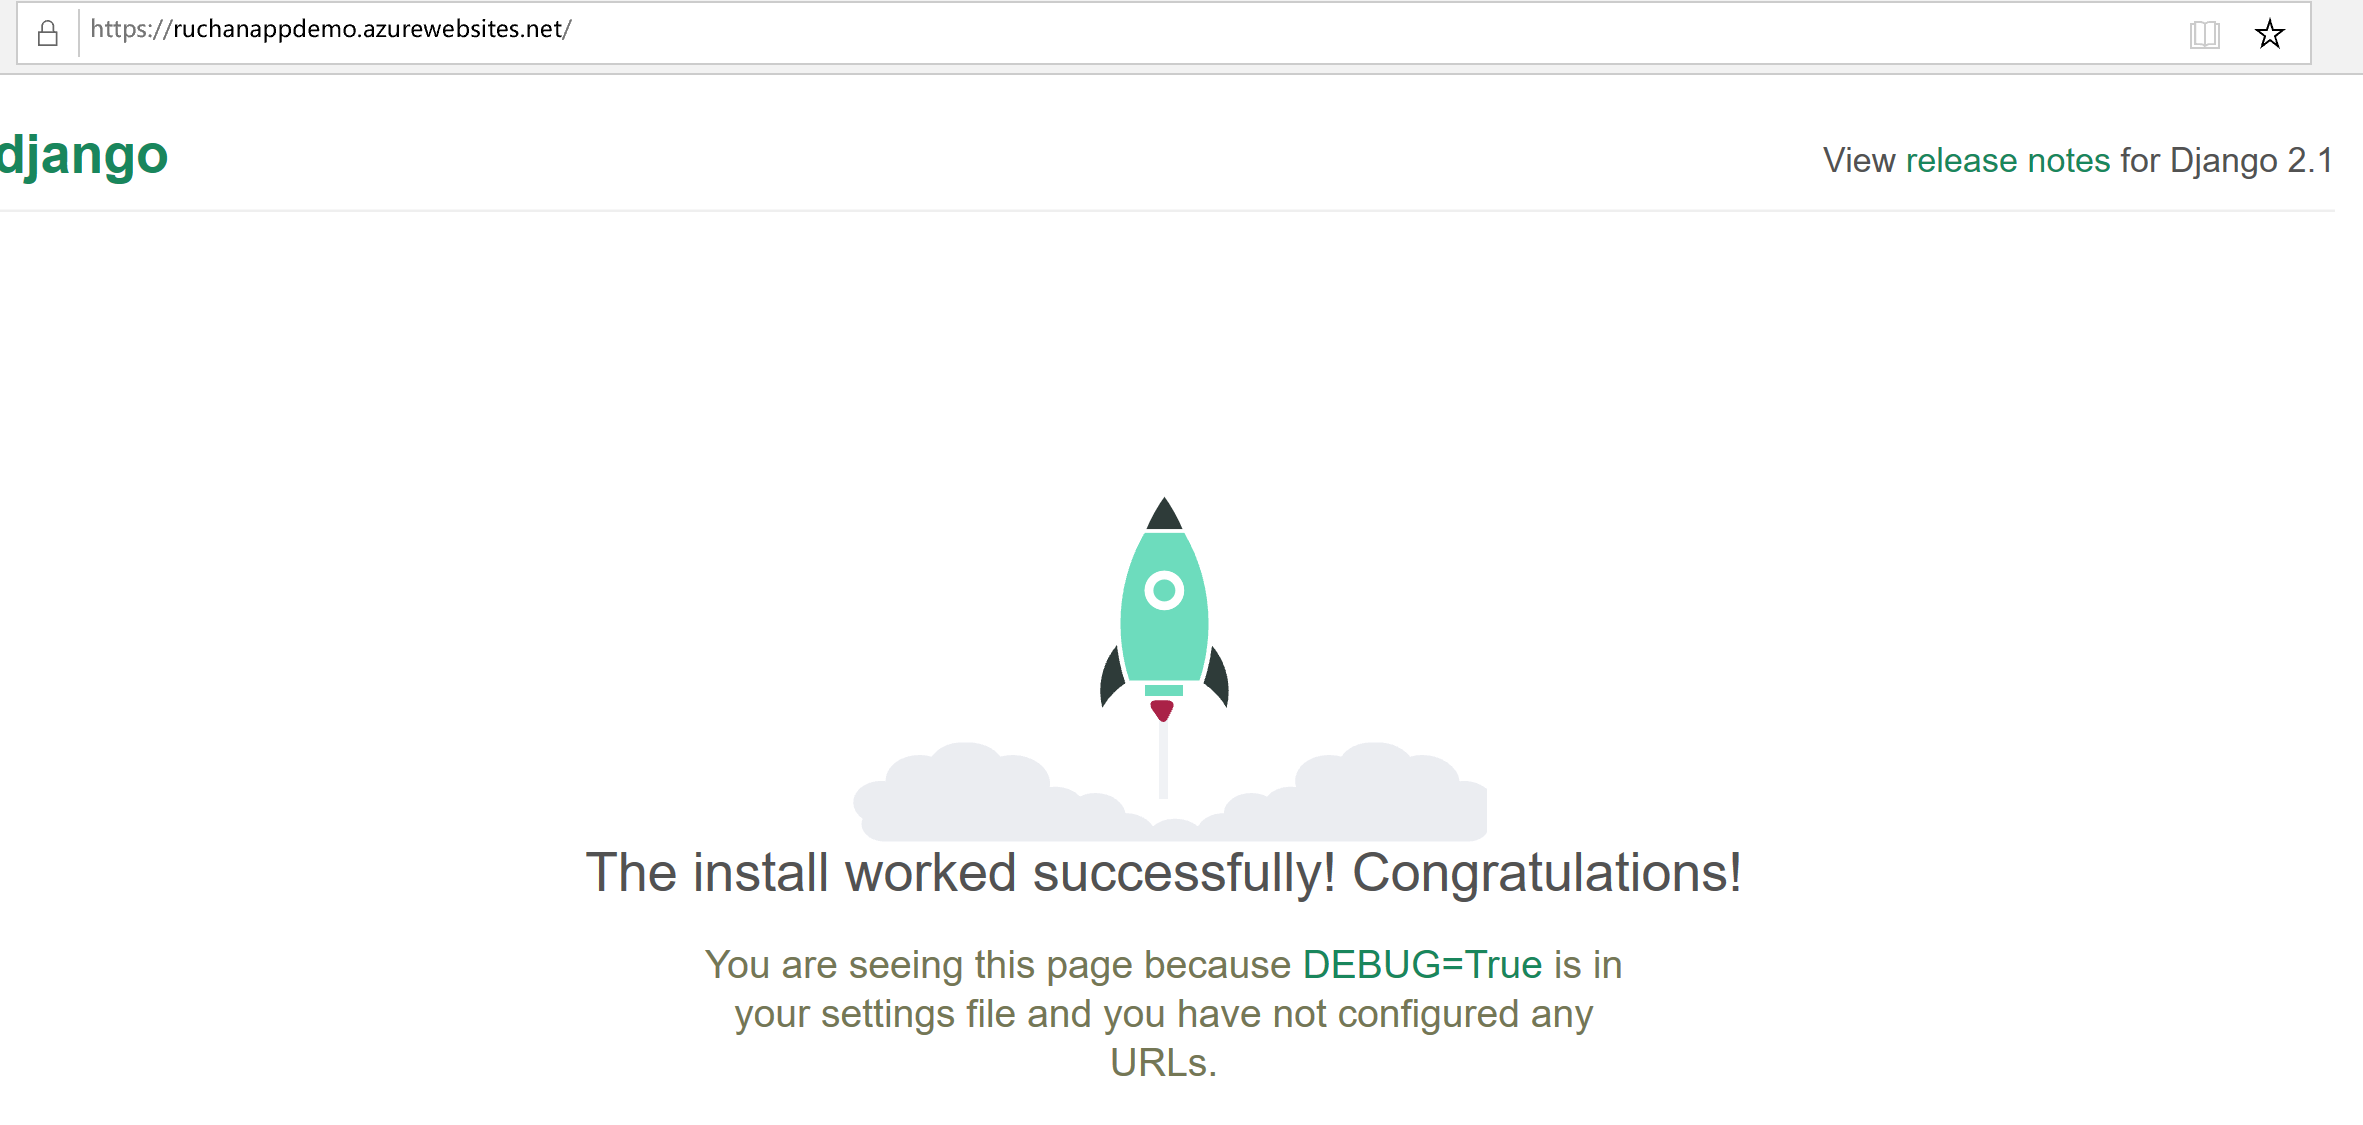 https://ruchanappdemo.azurewebsites.net/
django
View release notes for Django 2.1
The install worked successfully! Congratulations!
You are seeing this page because DEBUG=True is in
your settings file and you have not configured any
URLs.